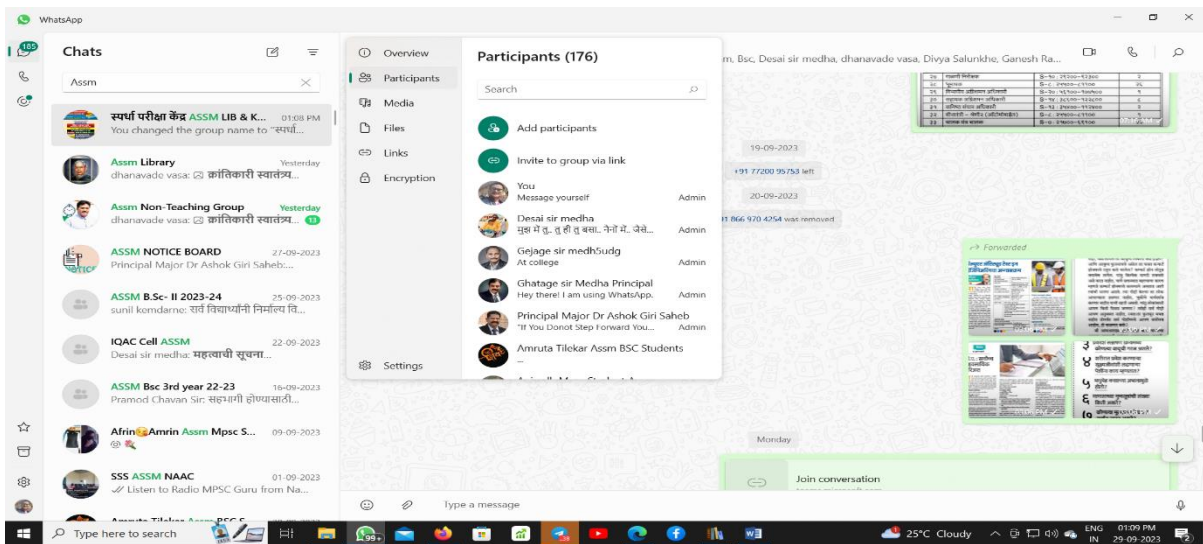 WhatsApp
185
Chats
Assm
स्पर्धा परीक्षा केंद्र ASSM LIB & K... 01:08 PM
You changed the group name to "स्पर्धा...
Assm Library Yesterday
dhanavade vasa: क्रांतिकारी स्वातंत्र्य...
Assm Non-Teaching Group Yesterday
dhanavade vasa: क्रांतिकारी स्वातंत्र्य... 13
ASSM NOTICE BOARD 27-09-2023
Principal Major Dr Ashok Giri Saheb:...
ASSM B.Sc- II 2023-24 25-09-2023
sunil kemdarne: सर्व विद्यार्थ्यांनी निर्माल्य वि...
IQAC Cell ASSM 22-09-2023
Desai sir medha: महत्वाची सूचना...
ASSM Bsc 3rd year 22-23 16-09-2023
Pramod Chavan Sir: सहभागी होण्यासाठी...
Afrin Amrin Assm Mpsc S... 09-09-2023
SSS ASSM NAAC 01-09-2023
Listen to Radio MPSC Guru from Na...
Overview
Participants
Media
Files
Links
Encryption
Settings
Participants (176)
Search
Add participants
Invite to group via link
You
Message yourself Admin
Desai sir medha
मुझ में तु.. तु ही तु बसा.. नैनों में.. जेसे... Admin
Gejage sir medh5udg
At college Admin
Ghatage sir Medha Principal
Hey there! I am using WhatsApp. Admin
Principal Major Dr Ashok Giri Saheb
"If You Donot Step Forward You... Admin
Amruta Tilekar Assm BSC Students
m, Bsc, Desai sir medha, dhanavade vasa, Divya Salunkhe, Ganesh Ra...
19-09-2023
+91 77200 95753 left
20-09-2023
91 866 970 4254 was removed
Forwarded
Monday
Join conversation
Type a message
Type here to search
99+
25°C Cloudy
ENG
IN
01:09 PM
29-09-2023